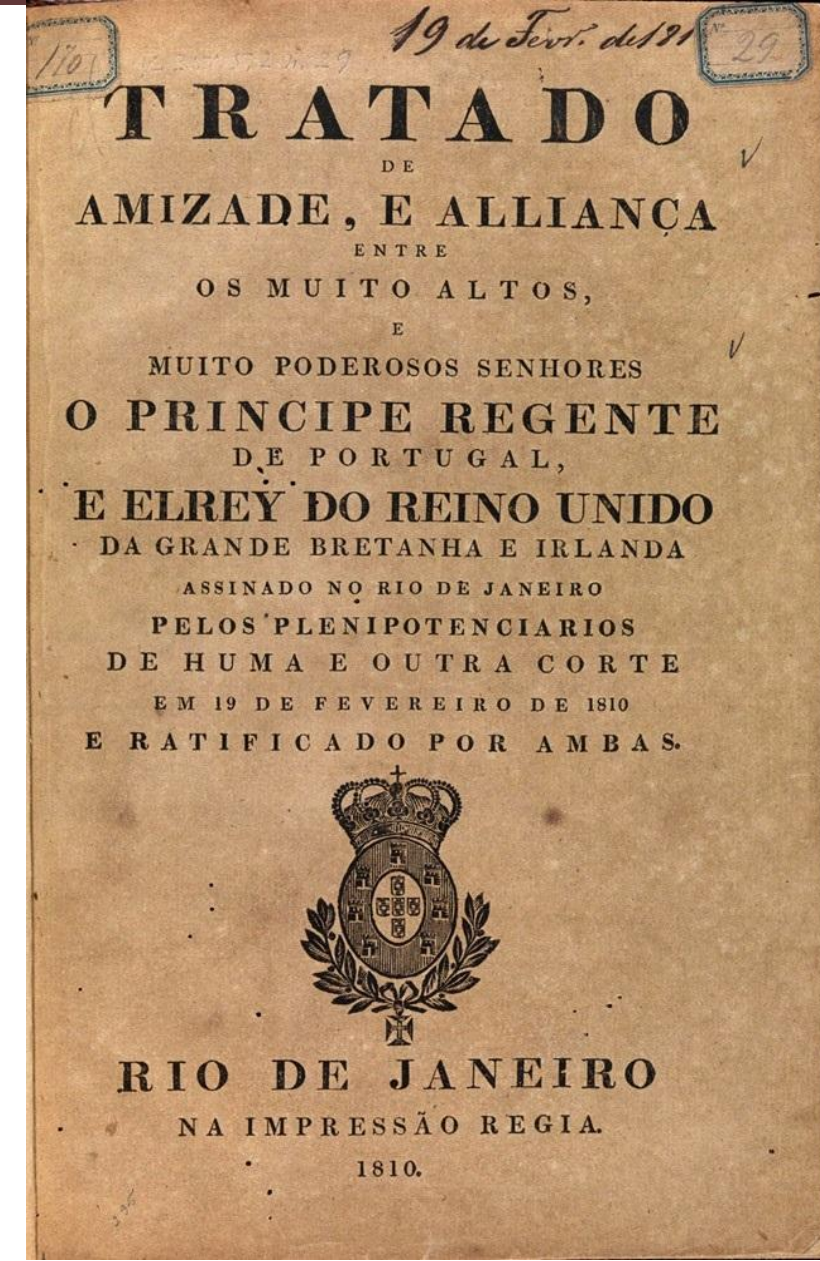 19 de Fevr. de 181
170
29
TRATADO
DE
AMIZADE, E ALLIANÇA
ENTRE
OS MUITO ALTOS,
E
MUITO PODEROSOS SENHORES
O PRINCIPE REGENTE
DE PORTUGAL,
E ELREY DO REINO UNIDO
DA GRANDE BRETANHA E IRLANDA
ASSINADO NO RIO DE JANEIRO
PELOS PLENIPOTENCIARIOS
DE HUMA E OUTRA CORTE
EM 19 DE FEVEREIRO DE 1810
E RATIFICADO POR AMBAS.
RIO DE JANEIRO
NA IMPRESSÃO REGIA.
1810.